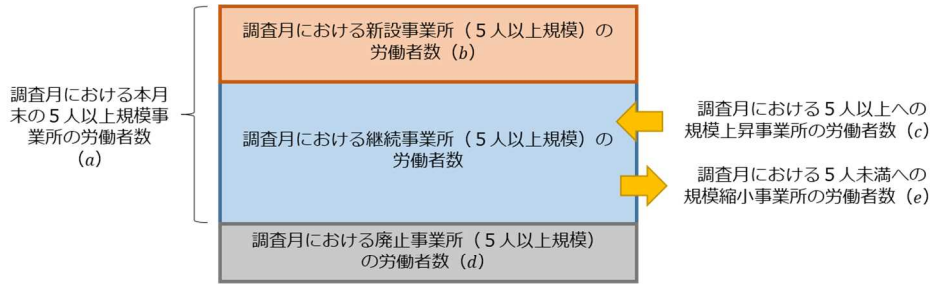 調査月における新設事業所（５人以上規模）の
労働者数（b）
調査月における本月
末の５人以上規模事
業所の労働者数
（a）
調査月における継続事業所（５人以上規模）の
労働者数
調査月における５人以上への
規模上昇事業所の労働者数（c）
調査月における５人未満への
規模縮小事業所の労働者数（e）
調査月における廃止事業所（５人以上規模）
の労働者数（d）